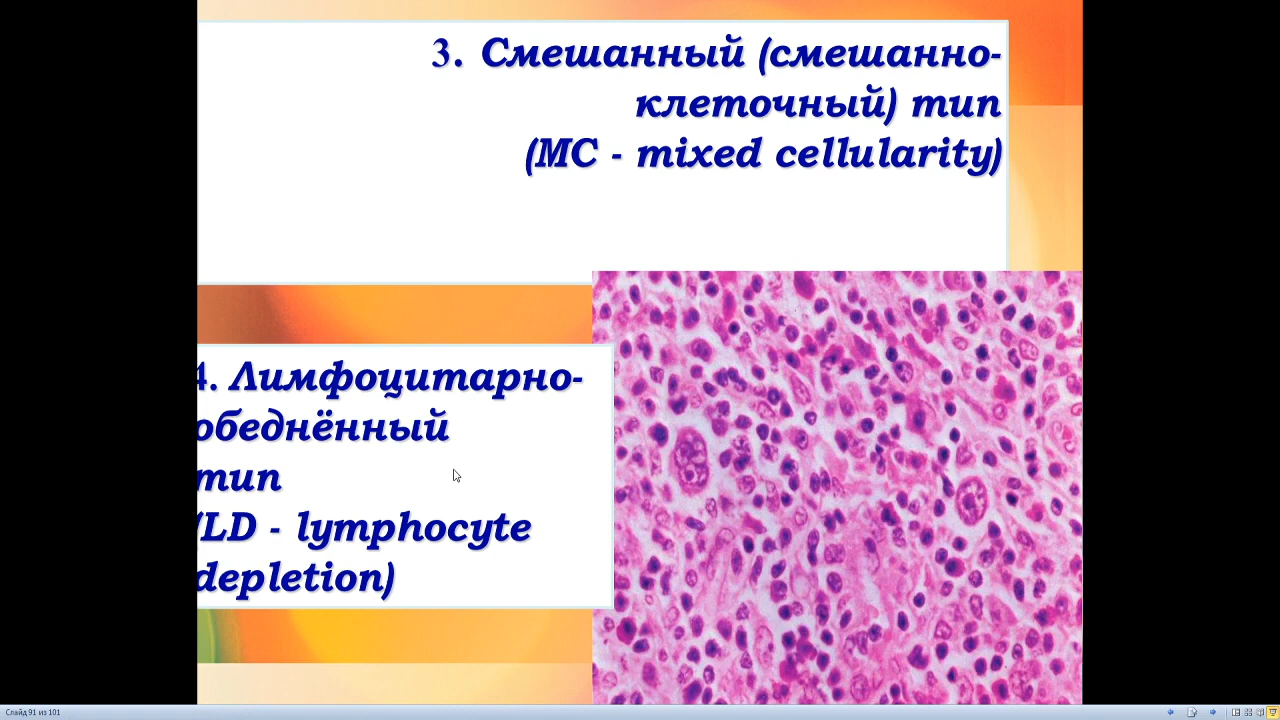 3. Смешанный (смешанно-
клеточный) тип
(MC - mixed cellularity)
4. Лимфоцитарно-
обеднённый
тип
(LD - lymphocyte
depletion)
Слайд 91 из 101